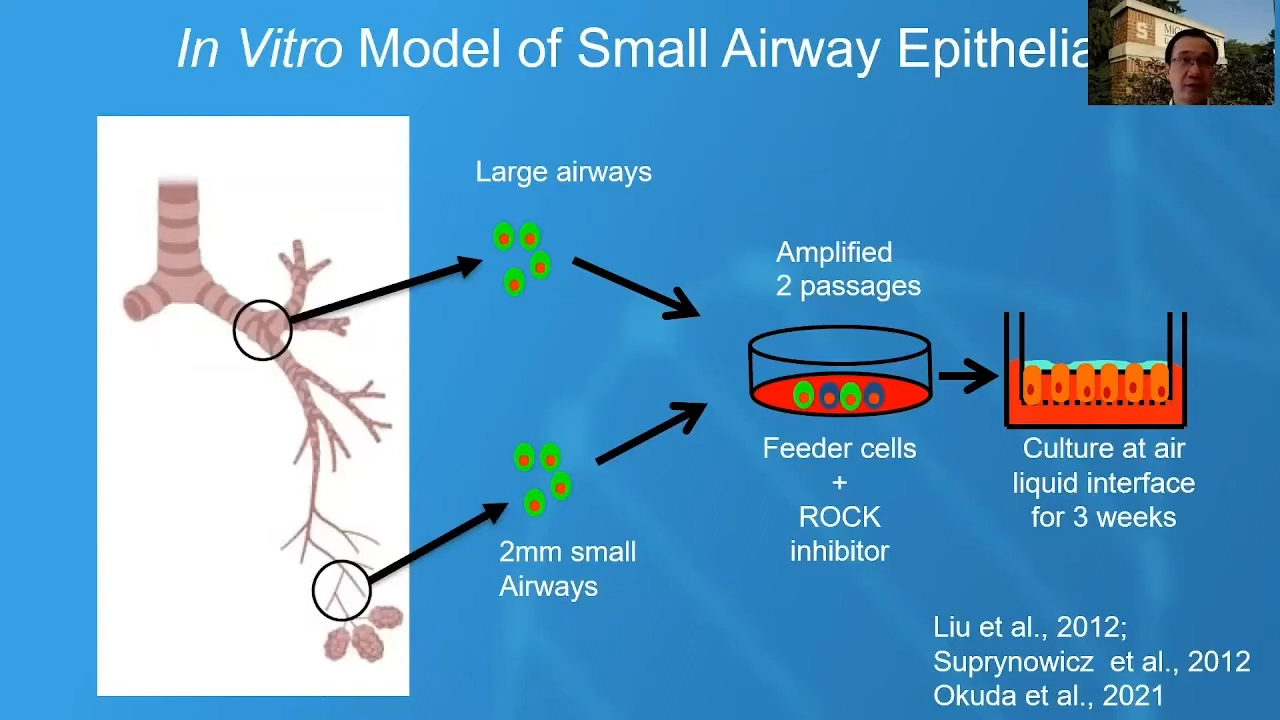 In Vitro Model of Small Airway Epithelia
Large airways
Amplified
2 passages
Feeder cells
+
ROCK
inhibitor
Culture at air
liquid interface
for 3 weeks
2mm small
Airways
Liu et al., 2012;
Suprynowicz et al., 2012
Okuda et al., 2021
S